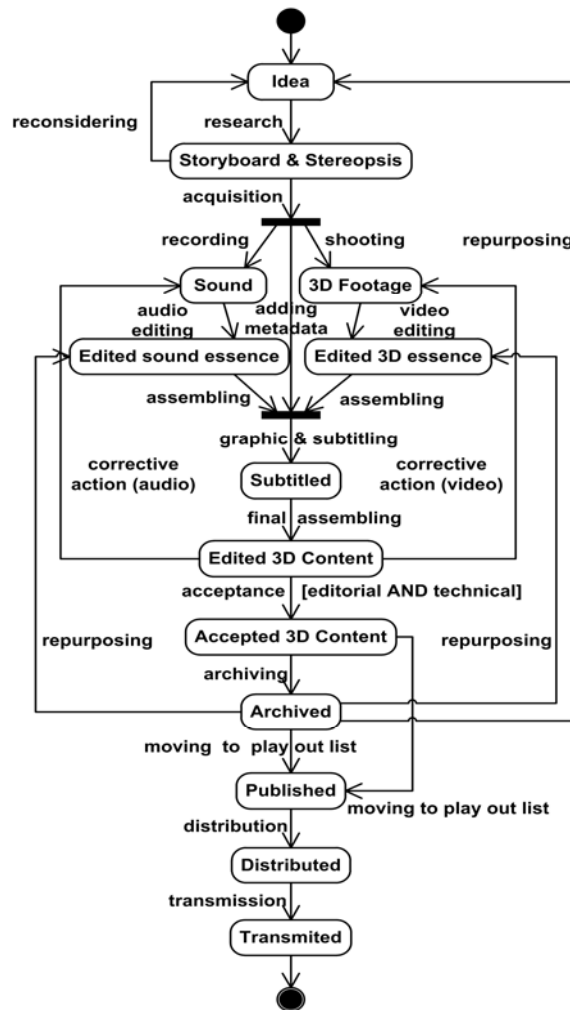 Idea
reconsidering
research
Storyboard & Stereopsis
acquisition
recording
shooting
repurposing
Sound
3D Footage
audio
editing
adding
metadata
video
editing
Edited sound essence
Edited 3D essence
assembling
assembling
graphic & subtitling
corrective
action (audio)
corrective
action (video)
Subtitled
final assembling
Edited 3D Content
acceptance [editorial AND technical]
Accepted 3D Content
repurposing
repurposing
archiving
Archived
moving to play out list
Published
moving to play out list
distribution
Distributed
transmission
Transmited